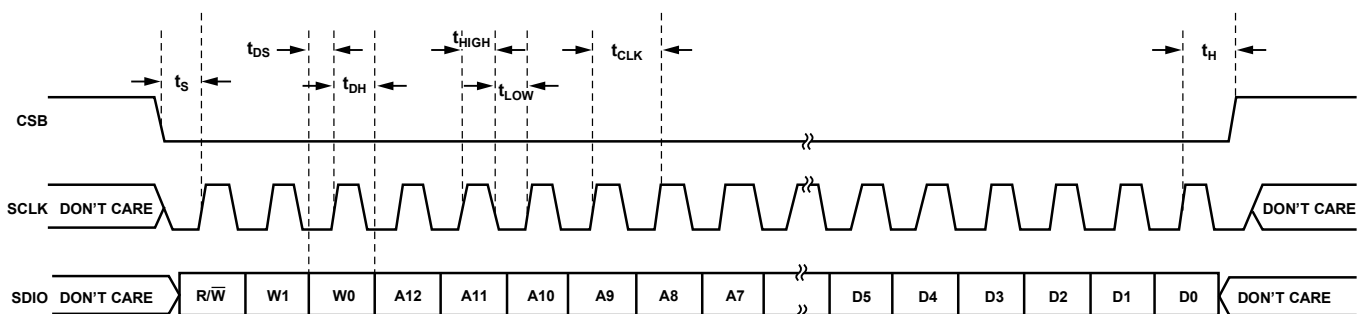 tDS
tHIGH
tCLK
tH
tS
tDH
tLOW
CSB
SCLK DON'T CARE DON'T CARE
SDIO DON'T CARE R/W̅ W1 W0 A12 A11 A10 A9 A8 A7 D5 D4 D3 D2 D1 D0 DON'T CARE